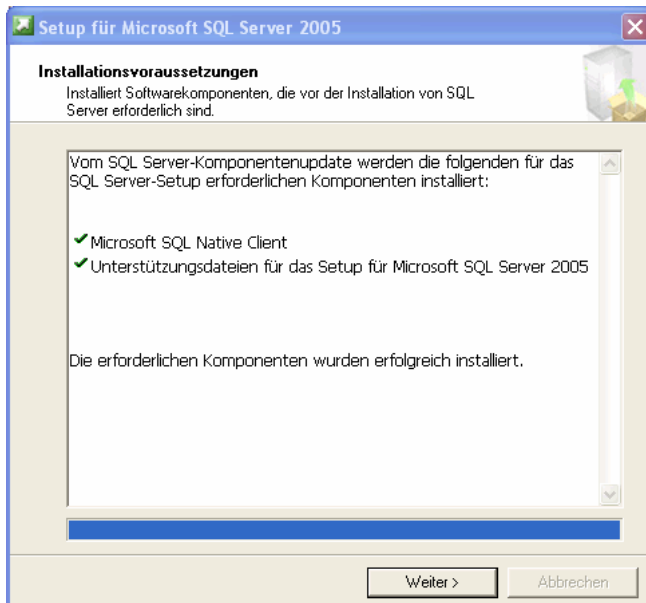 Setup für Microsoft SQL Server 2005
Installationsvoraussetzungen
Installiert Softwarekomponenten, die vor der Installation von SQL
Server erforderlich sind.
Vom SQL Server-Komponentenupdate werden die folgenden für das
SQL Server-Setup erforderlichen Komponenten installiert:
Microsoft SQL Native Client
Unterstützungsdateien für das Setup für Microsoft SQL Server 2005
Die erforderlichen Komponenten wurden erfolgreich installiert.
Weiter >
Abbrechen